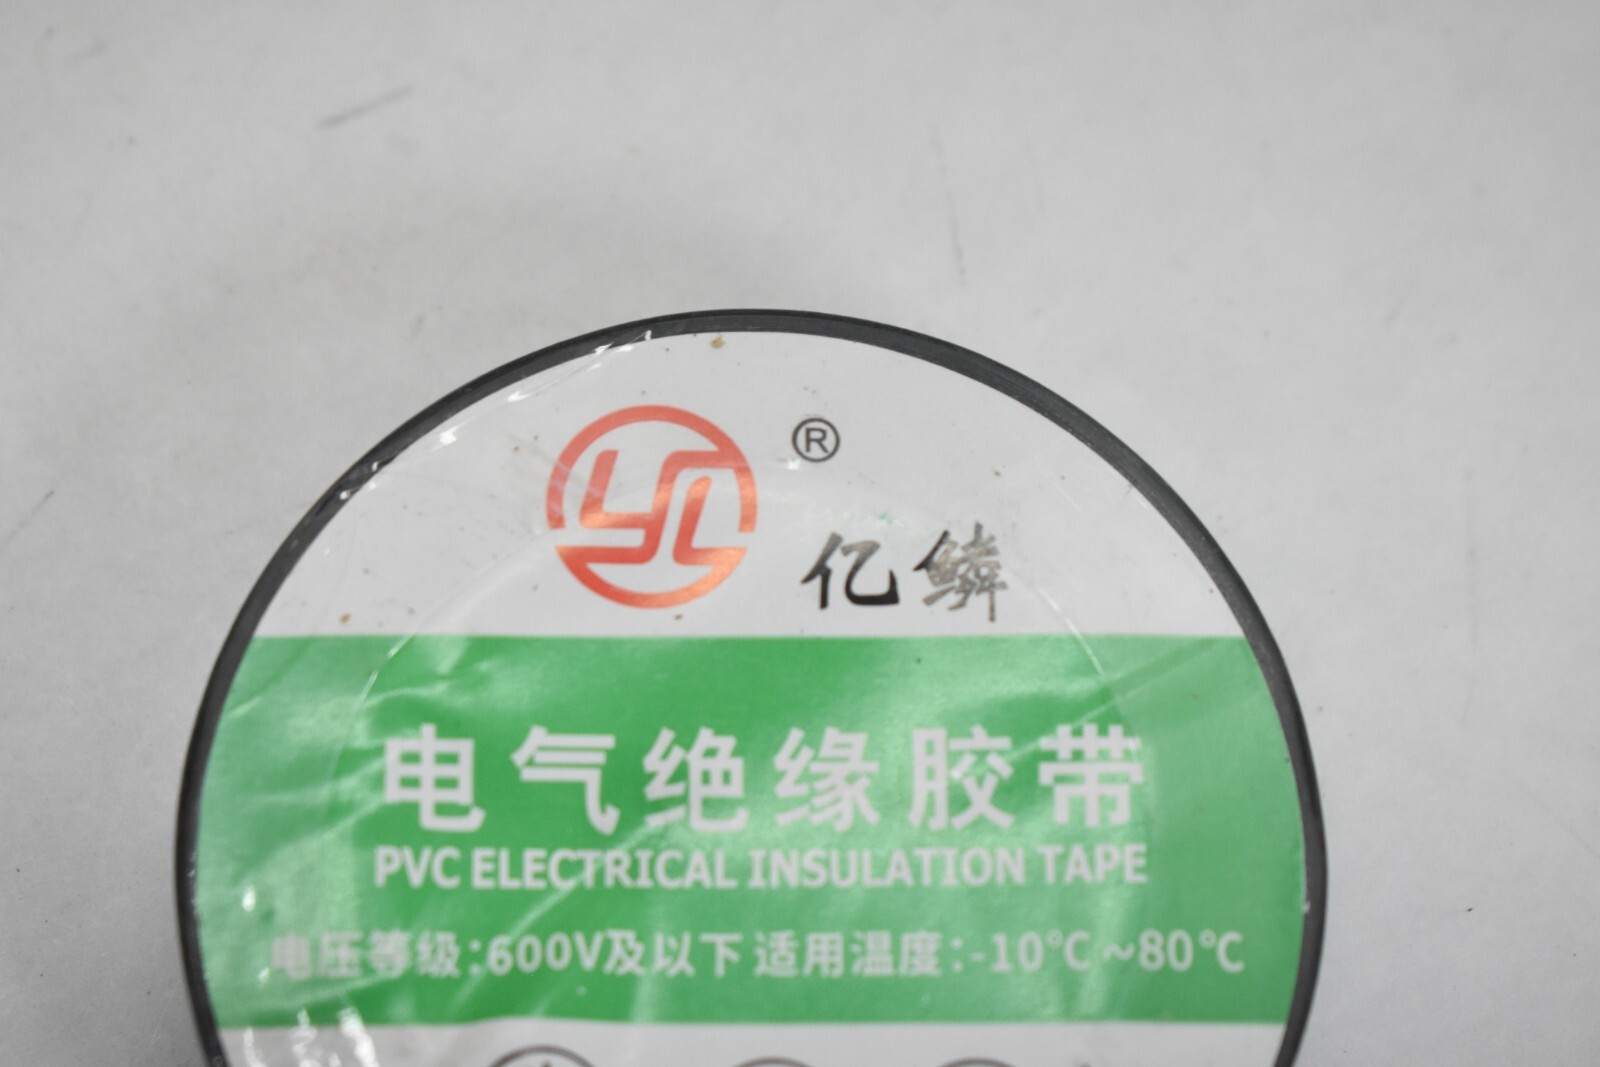 YL ®
亿鳞
电气绝缘胶带
PVC ELECTRICAL INSULATION TAPE
电压等级:600V及以下 适用温度:-10℃~80℃